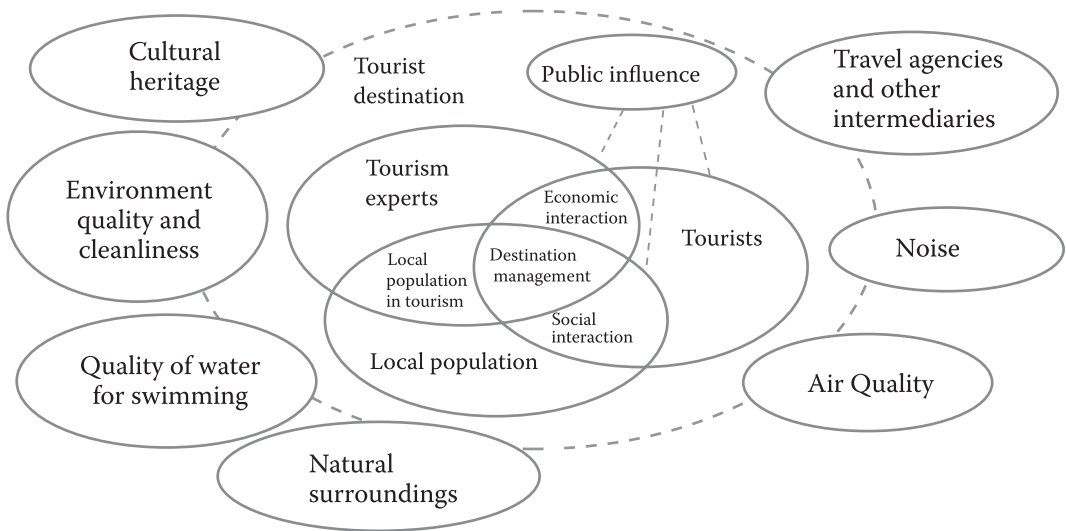 Cultural
heritage
Tourist
destination
Public influence
Travel agencies
and other
intermediaries
Environment
quality and
cleanliness
Tourism
experts
Economic
interaction
Tourists
Noise
Local
population
in tourism
Destination
management
Social
interaction
Local population
Quality of water
for swimming
Air Quality
Natural
surroundings